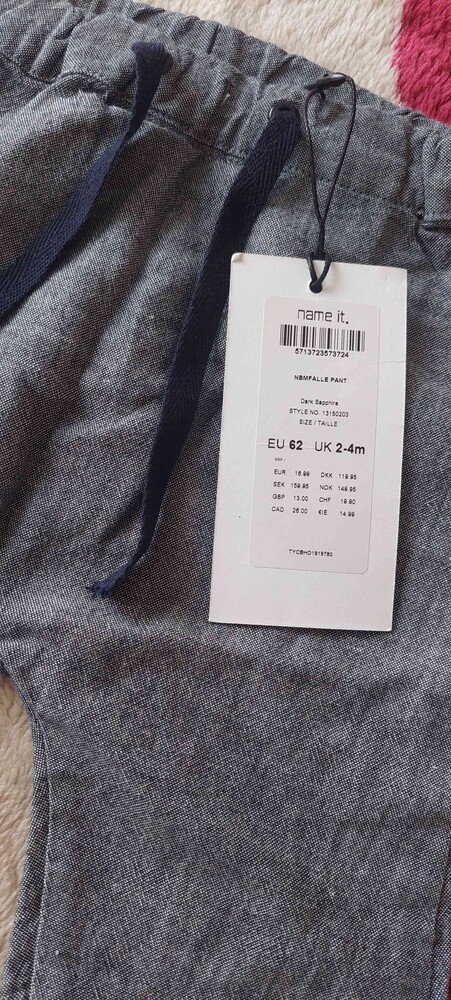 name it.
5713723573724
NBMFALLE PANT
Dark Sapphire
STYLE NO. 13150203
SIZE / TAILLE
EU 62 UK 2-4m
EUR 16.99 DKK 119.95
SEK 159.95 NOK 149.95
GBP 13.00 CHF 19.90
CAD 26.00 €IE 14.99
TYCBHO1919760